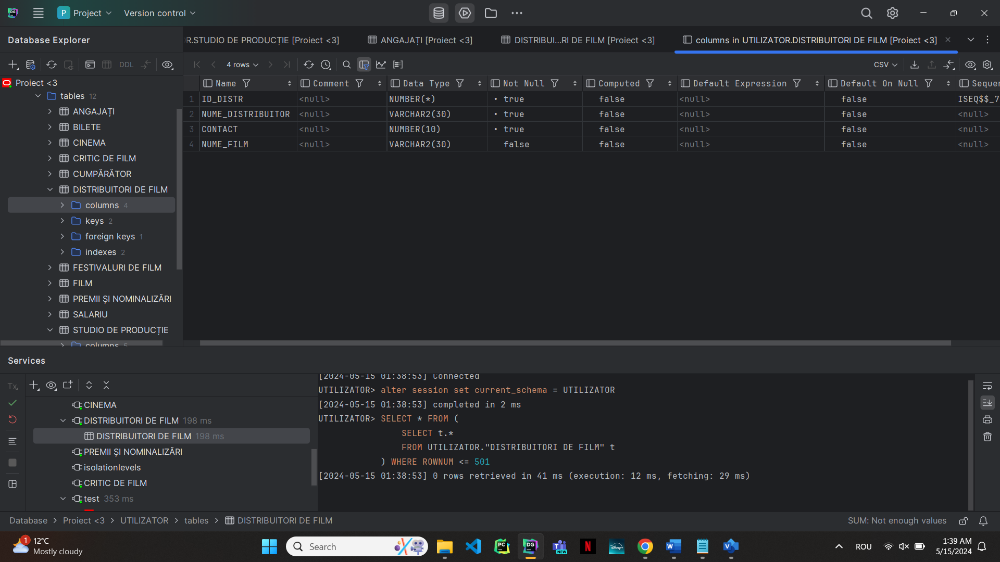 P Project
Version control
Database Explorer
R.STUDIO DE PRODUCȚIE [Proiect <3]
ANGAJAȚI [Proiect <3]
DISTRIBUI...RI DE FILM [Proiect <3]
columns in UTILIZATOR.DISTRIBUITORI DE FILM [Proiect <3]
DDL
4 rows
CSV
Proiect <3
tables 12
ANGAJAȚI
BILETE
CINEMA
CRITIC DE FILM
CUMPĂRĂTOR
DISTRIBUITORI DE FILM
columns 4
keys 2
foreign keys 1
indexes 2
FESTIVALURI DE FILM
FILM
PREMII ȘI NOMINALIZĂRI
SALARIU
STUDIO DE PRODUCȚIE
columns 5
Name Comment Data Type Not Null Computed Default Expression Default On Null Sequen
1 ID_DISTR <null> NUMBER(*) • true false <null> false ISEQ$$_7
2 NUME_DISTRIBUITOR <null> VARCHAR2(30) • true false <null> false <null>
3 CONTACT <null> NUMBER(10) • true false <null> false <null>
4 NUME_FILM <null> VARCHAR2(30) false false <null> false <null>
Services
Tx
CINEMA
DISTRIBUITORI DE FILM 198 ms
DISTRIBUITORI DE FILM 198 ms
PREMII ȘI NOMINALIZĂRI
isolationlevels
CRITIC DE FILM
test 353 ms
[2024-05-15 01:38:53] Connected
UTILIZATOR> alter session set current_schema = UTILIZATOR
[2024-05-15 01:38:53] completed in 2 ms
UTILIZATOR> SELECT * FROM (
SELECT t.*
FROM UTILIZATOR."DISTRIBUITORI DE FILM" t
) WHERE ROWNUM <= 501
[2024-05-15 01:38:53] 0 rows retrieved in 41 ms (execution: 12 ms, fetching: 29 ms)
Database > Proiect <3 > UTILIZATOR > tables > DISTRIBUITORI DE FILM
SUM: Not enough values
1
12°C
Mostly cloudy
Search
PC
DG
NEW
Disney+
ROU
1:39 AM
5/15/2024